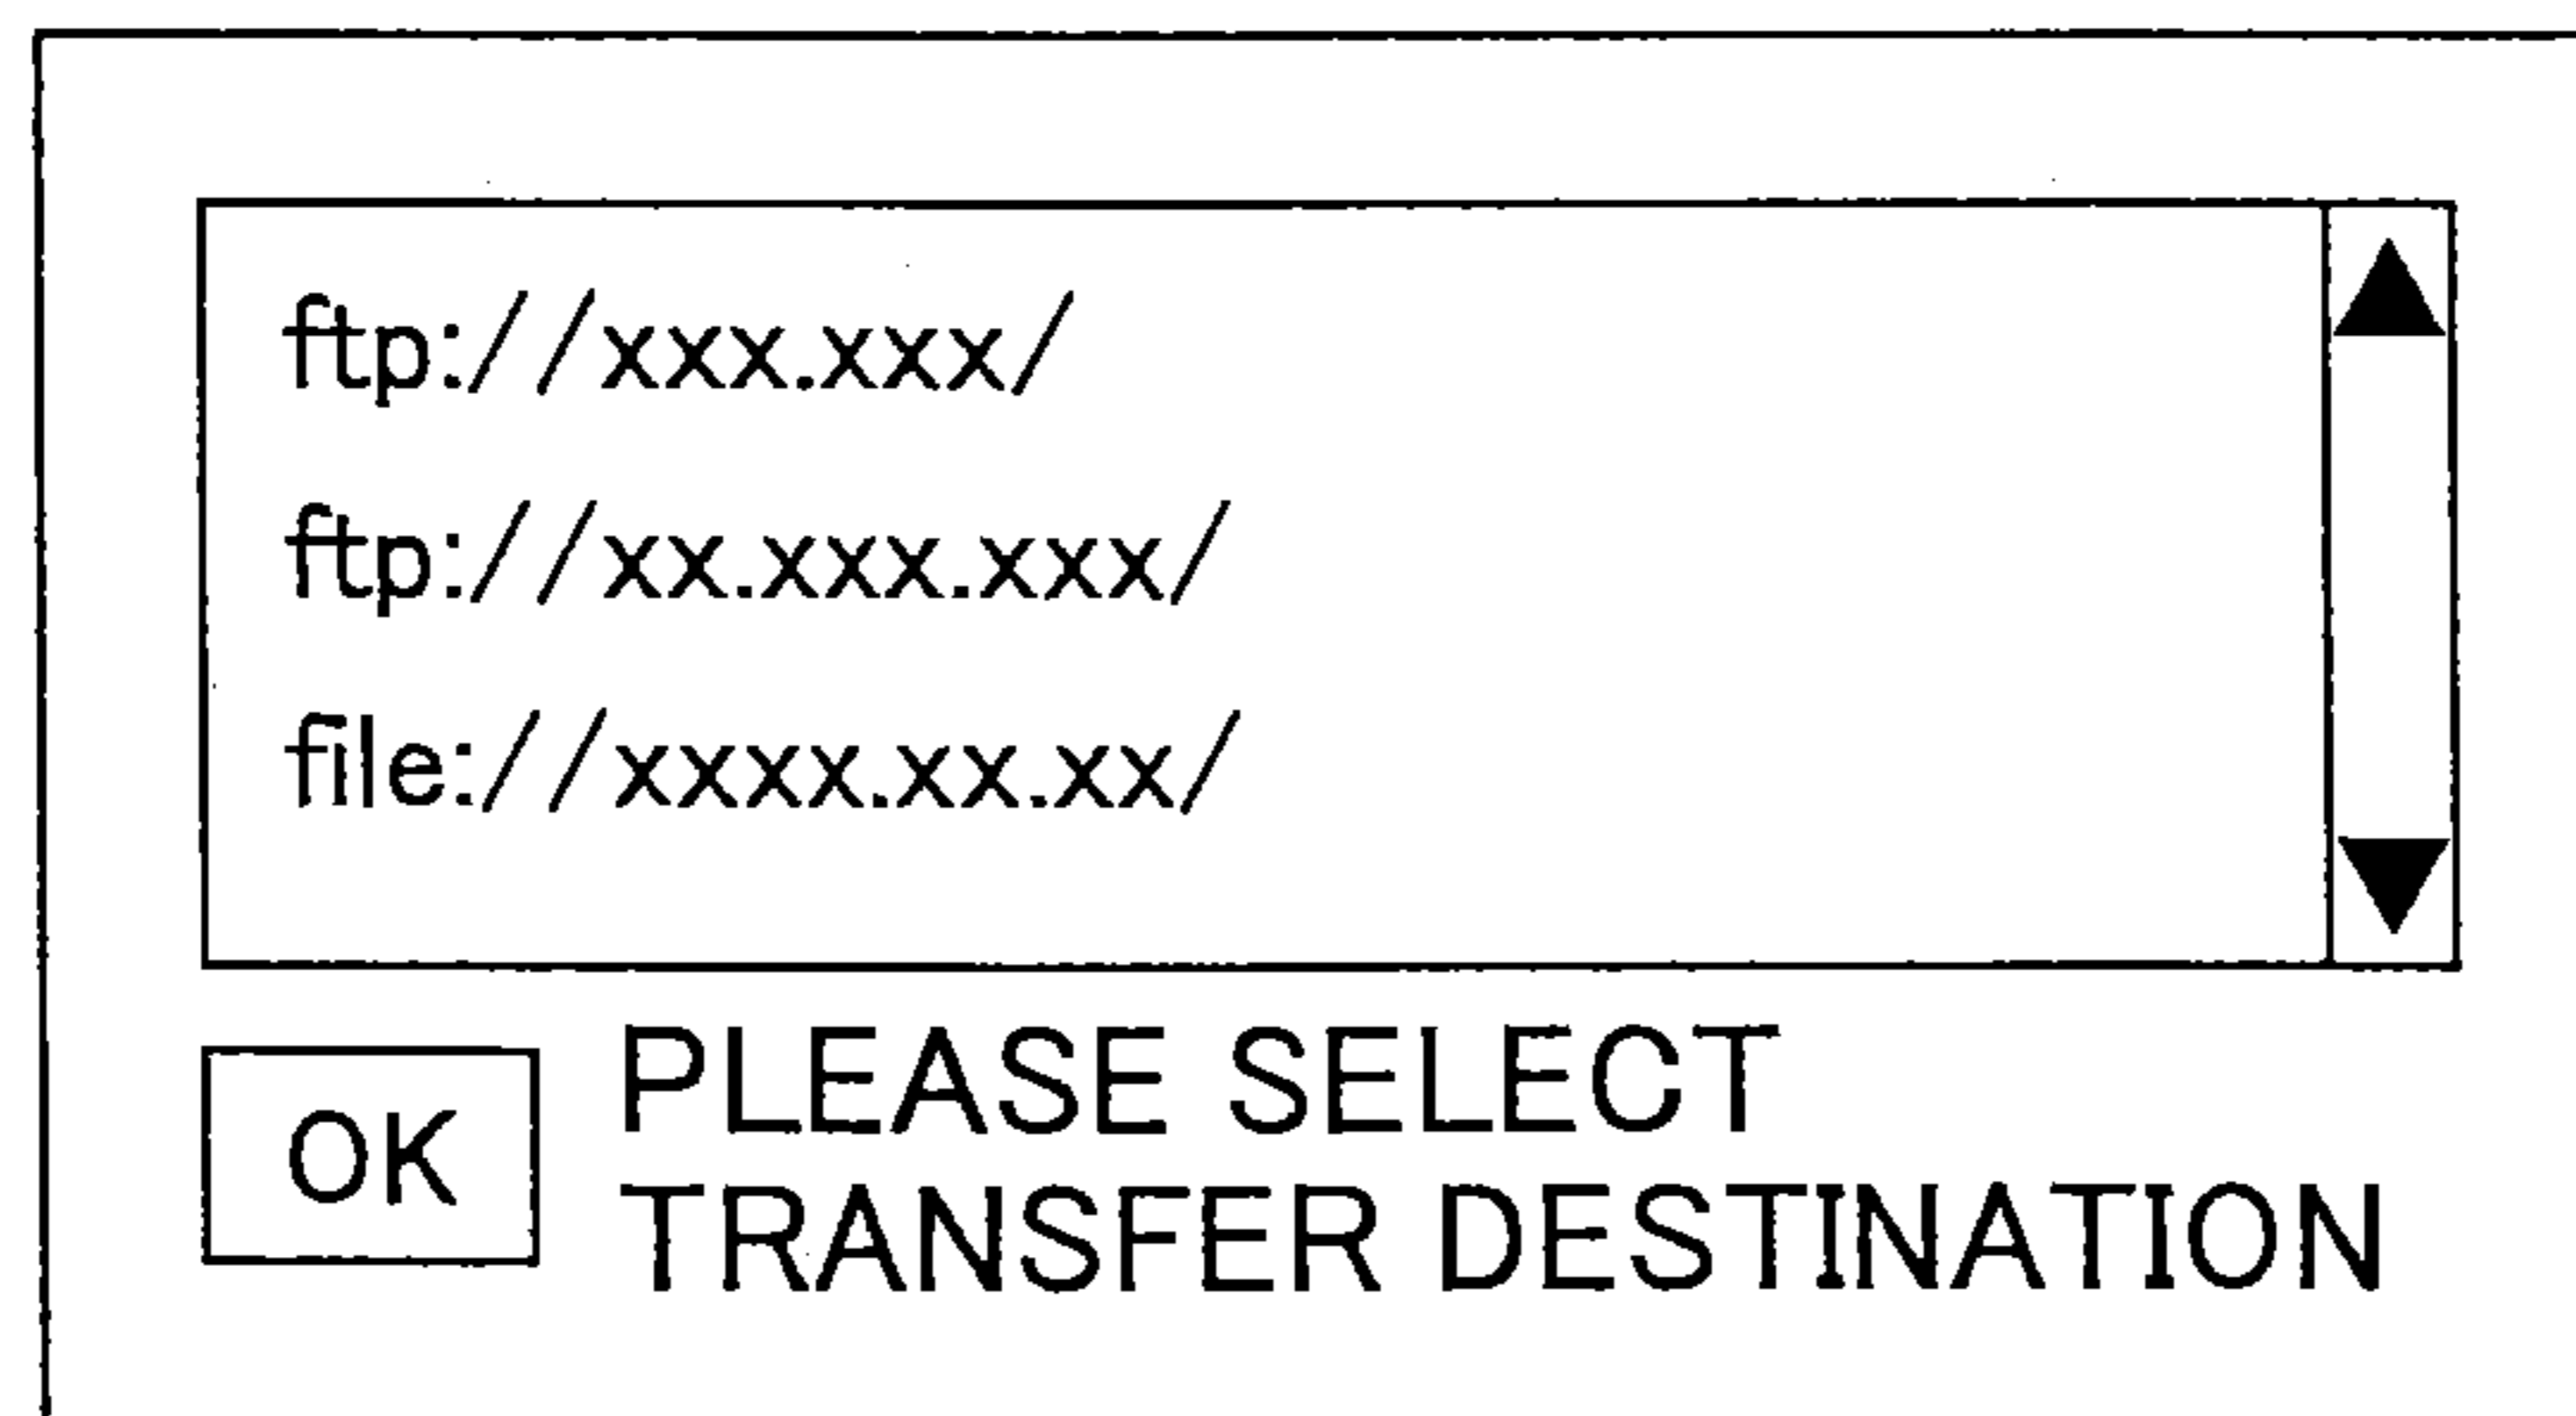 ftp://xxx.xxx/
ftp://xx.xxx.xxx/
file://xxxx.xx.xx/
OK
PLEASE SELECT
TRANSFER DESTINATION